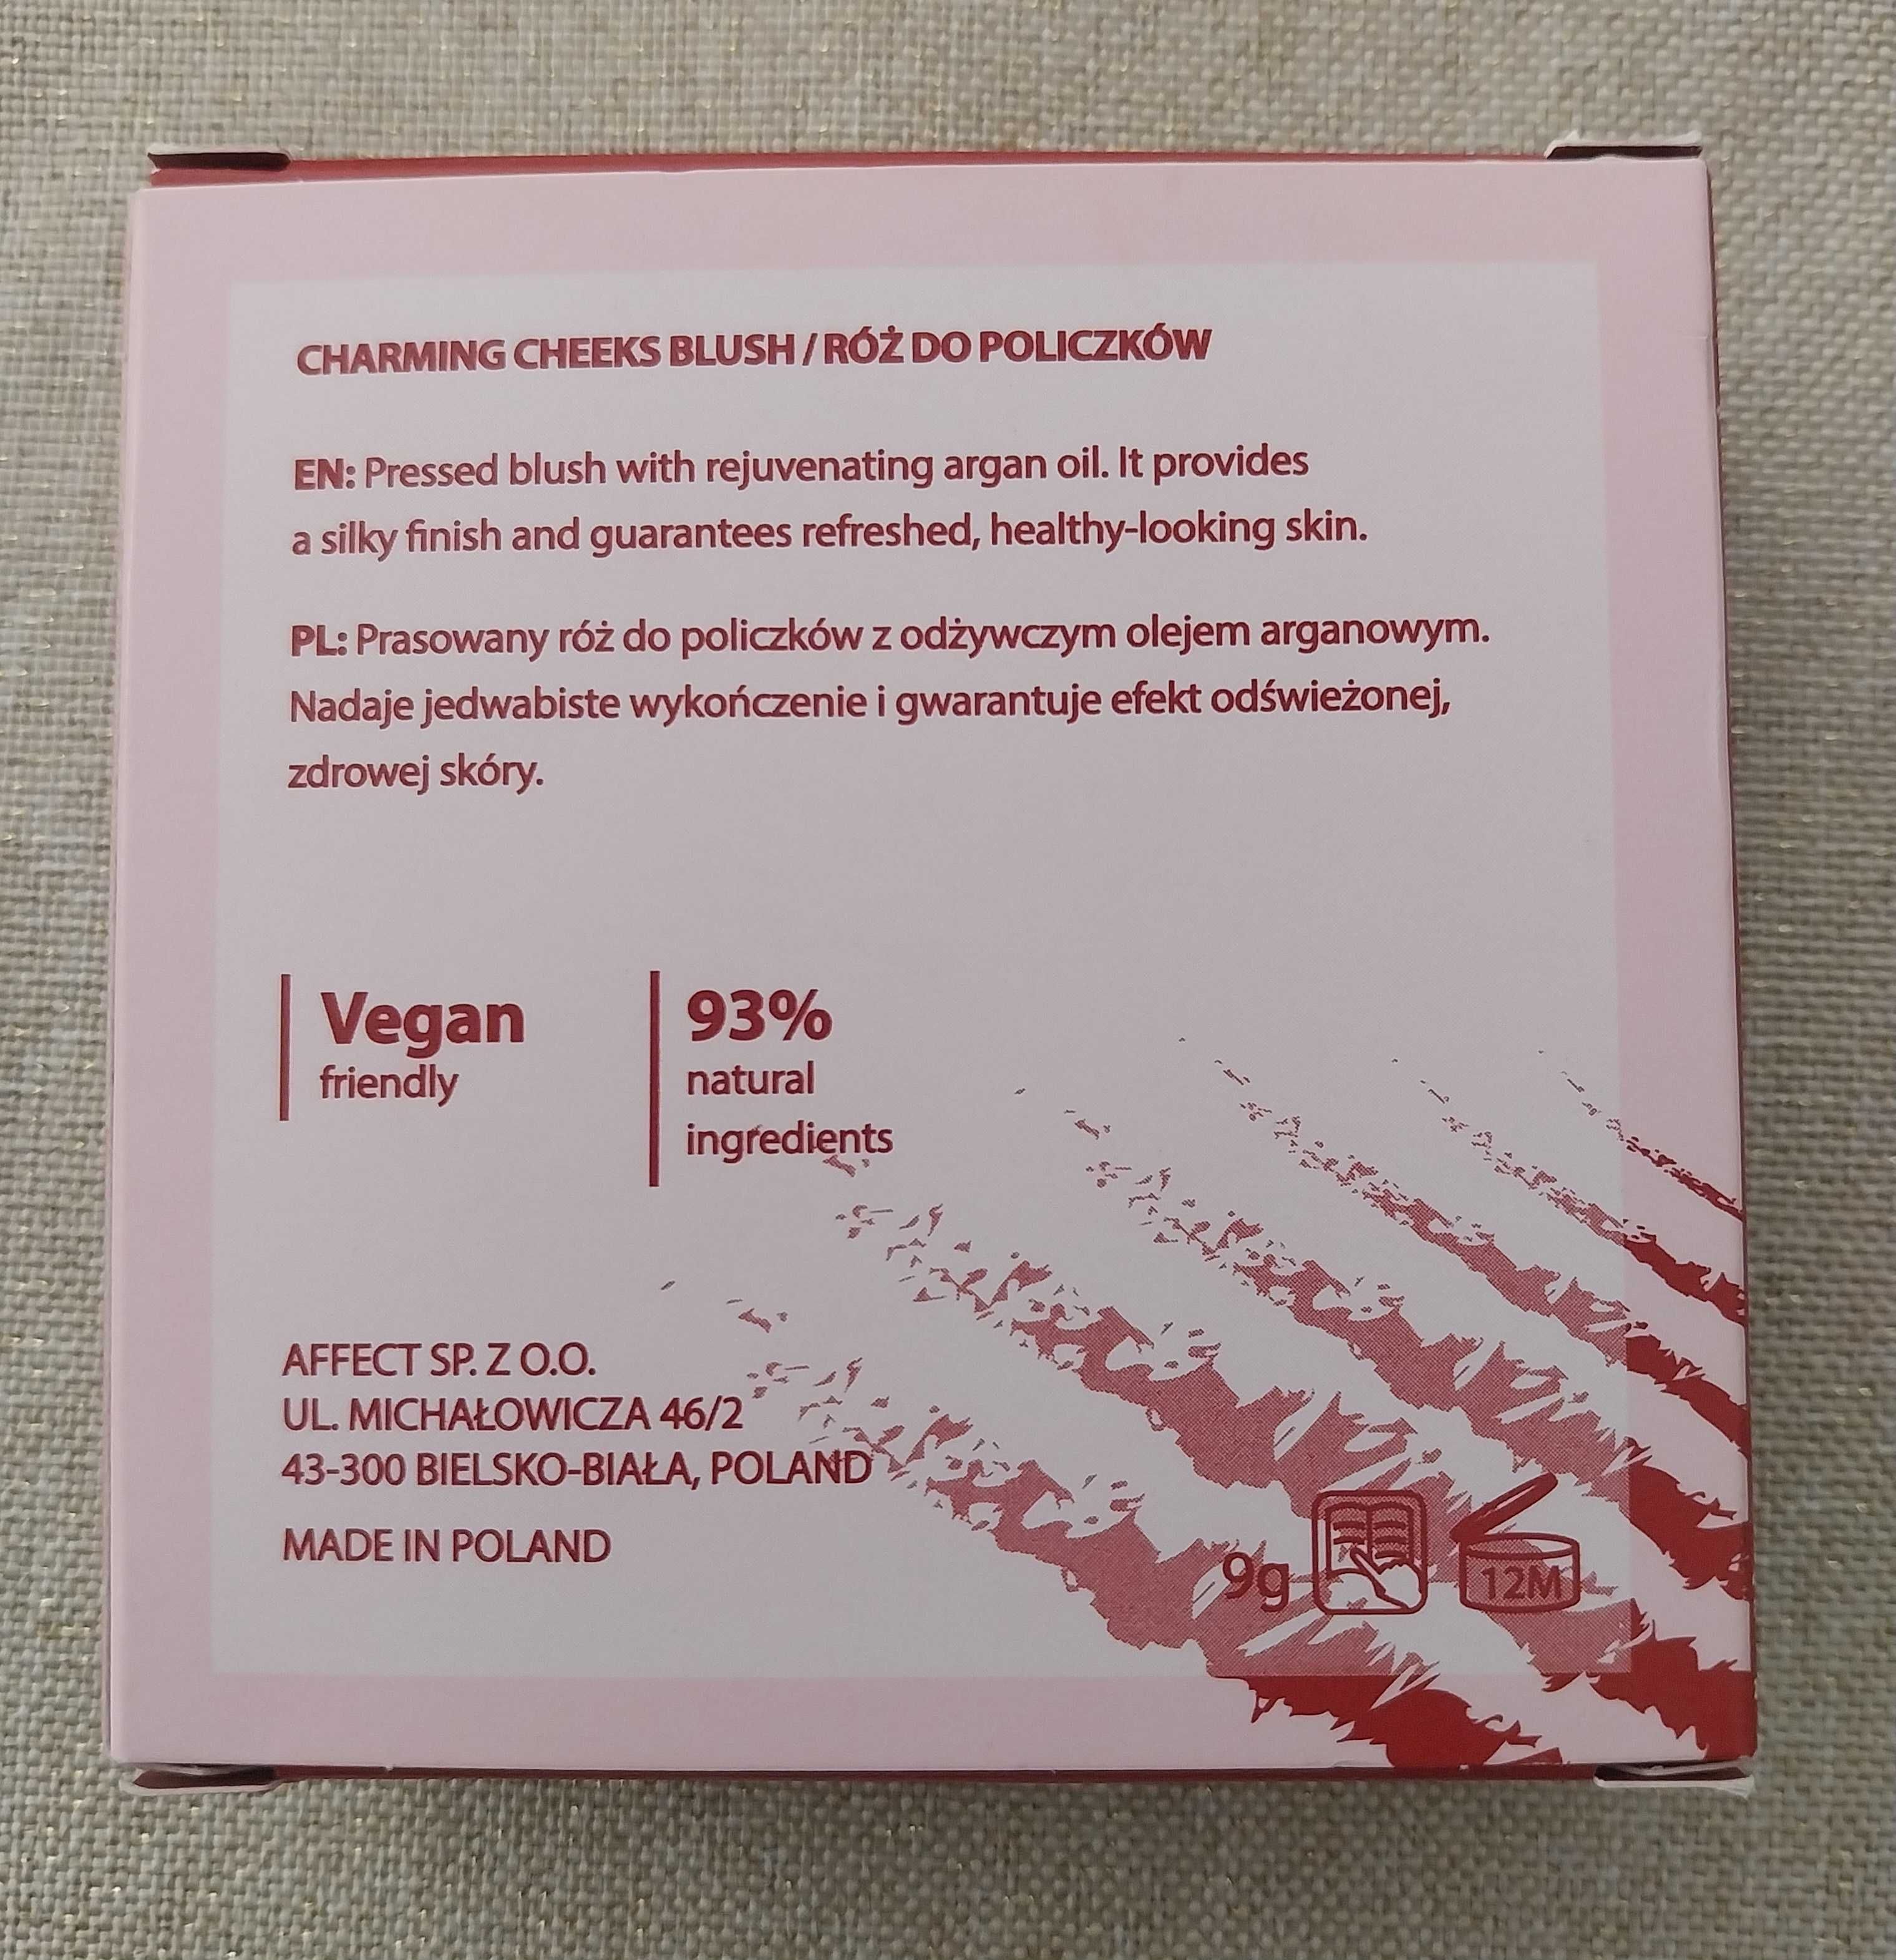 CHARMING CHEEKS BLUSH / RÓŻ DO POLICZKÓW
EN: Pressed blush with rejuvenating argan oil. It provides
a silky finish and guarantees refreshed, healthy-looking skin.
PL: Prasowany róż do policzków z odżywczym olejem arganowym.
Nadaje jedwabiste wykończenie i gwarantuje efekt odświeżonej,
zdrowej skóry.
Vegan
friendly
93%
natural
ingredients
AFFECT SP. Z O.O.
UL. MICHAŁOWICZA 46/2
43-300 BIELSKO-BIAŁA, POLAND
MADE IN POLAND
9g
12M